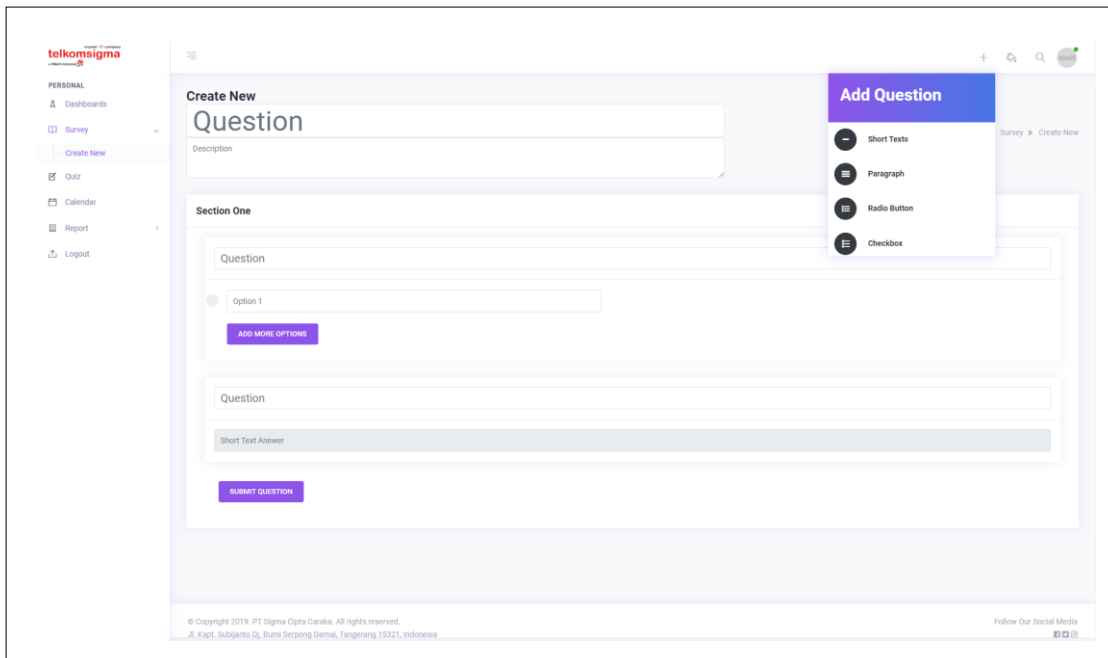 telkomsigma
PERSONAL
Dashboards
Survey
Create New
Quiz
Calendar
Report
Logout
Create New
Question
Description
Add Question
Short Texts
Paragraph
Radio Button
Checkbox
Survey > Create New
Section One
Question
Option 1
ADD MORE OPTIONS
Question
Short Text Answer
SUBMIT QUESTION
© Copyright 2019. PT Sigma Cipta Caraka. All rights reserved.
Jl. Kapt. Subijanto Dj. Bumi Serpong Damai, Tangerang 15321, Indonesia
Follow Our Social Media